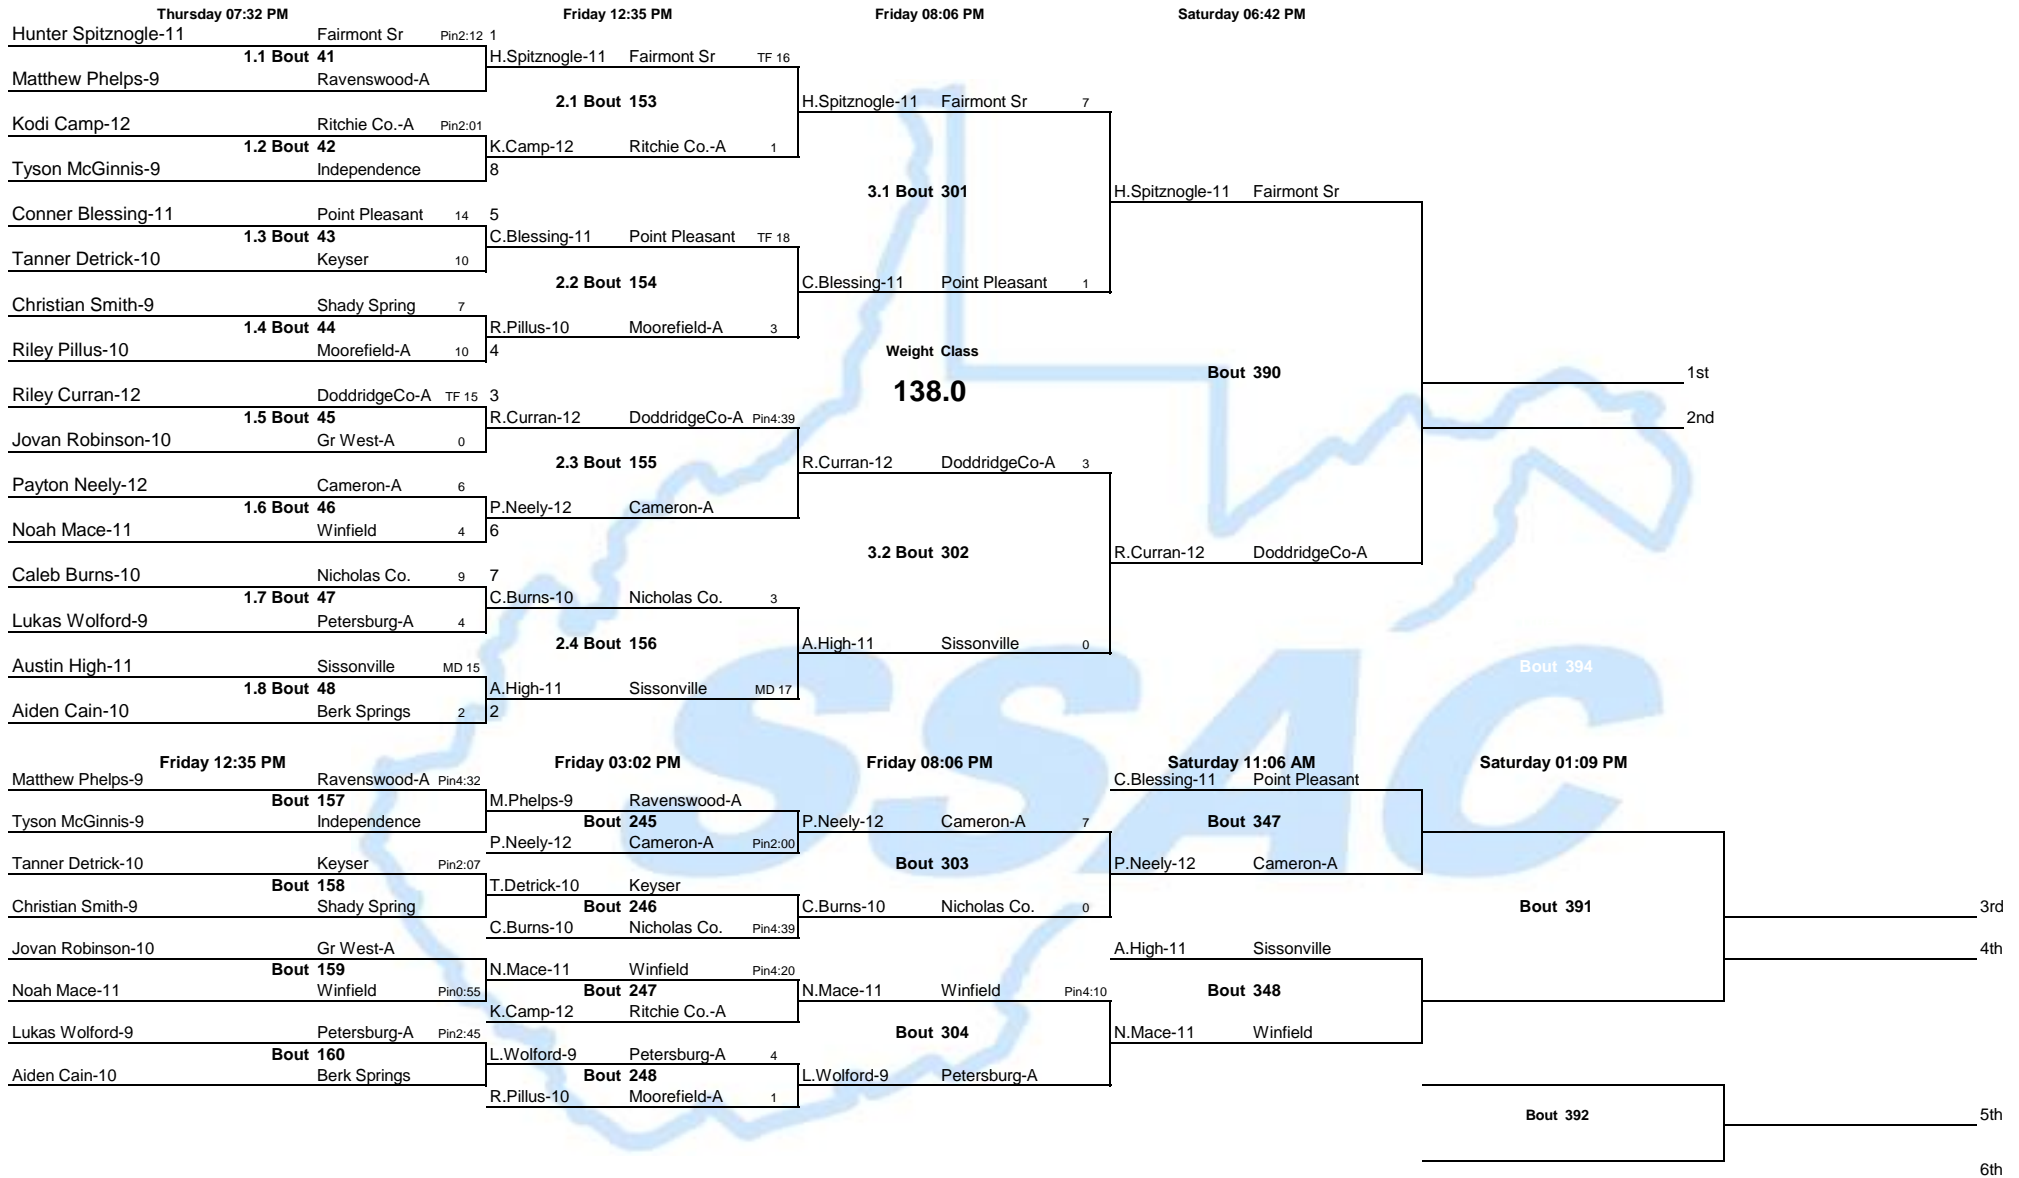 Thursday 07:32 PM Friday 12:35 PM Friday 08:06 PM Saturday 06:42 PM
Hunter Spitznogle-11 Fairmont Sr Pin2:12 1
1.1 Bout 41 H.Spitznogle-11 Fairmont Sr TF 16
Matthew Phelps-9 Ravenswood-A
2.1 Bout 153 H.Spitznogle-11 Fairmont Sr 7
Kodi Camp-12 Ritchie Co.-A Pin2:01
1.2 Bout 42 K.Camp-12 Ritchie Co.-A 1
Tyson McGinnis-9 Independence 8
3.1 Bout 301 H.Spitznogle-11 Fairmont Sr
Conner Blessing-11 Point Pleasant 14 5
1.3 Bout 43 C.Blessing-11 Point Pleasant TF 18
Tanner Detrick-10 Keyser 10
2.2 Bout 154 C.Blessing-11 Point Pleasant 1
Christian Smith-9 Shady Spring 7
1.4 Bout 44 R.Pillus-10 Moorefield-A 3
Riley Pillus-10 Moorefield-A 10 4 Weight Class
Bout 390 1st
138.0
Riley Curran-12 DoddridgeCo-A TF 15 3
1.5 Bout 45 R.Curran-12 DoddridgeCo-A Pin4:39 2nd
Jovan Robinson-10 Gr West-A 0
2.3 Bout 155 R.Curran-12 DoddridgeCo-A 3
Payton Neely-12 Cameron-A 6
1.6 Bout 46 P.Neely-12 Cameron-A
Noah Mace-11 Winfield 4 6
3.2 Bout 302 R.Curran-12 DoddridgeCo-A
Caleb Burns-10 Nicholas Co. 9 7
1.7 Bout 47 C.Burns-10 Nicholas Co. 3
Lukas Wolford-9 Petersburg-A 4
2.4 Bout 156 A.High-11 Sissonville 0
Austin High-11 Sissonville MD 15 Bout 394
1.8 Bout 48 A.High-11 Sissonville MD 17
Aiden Cain-10 Berk Springs 2 2
SSAC
Friday 12:35 PM Friday 03:02 PM Friday 08:06 PM Saturday 11:06 AM Saturday 01:09 PM
Matthew Phelps-9 Ravenswood-A Pin4:32 C.Blessing-11 Point Pleasant
Bout 157 M.Phelps-9 Ravenswood-A
Tyson McGinnis-9 Independence Bout 245 P.Neely-12 Cameron-A 7 Bout 347
P.Neely-12 Cameron-A Pin2:00
Tanner Detrick-10 Keyser Pin2:07 Bout 303 P.Neely-12 Cameron-A
Bout 158 T.Detrick-10 Keyser
Christian Smith-9 Shady Spring Bout 246 C.Burns-10 Nicholas Co. 0 Bout 391 3rd
C.Burns-10 Nicholas Co. Pin4:39
Jovan Robinson-10 Gr West-A A.High-11 Sissonville 4th
Bout 159 N.Mace-11 Winfield Pin4:20
Noah Mace-11 Winfield Pin0:55 Bout 247 N.Mace-11 Winfield Pin4:10 Bout 348
K.Camp-12 Ritchie Co.-A
Lukas Wolford-9 Petersburg-A Pin2:45 Bout 304 N.Mace-11 Winfield
Bout 160 L.Wolford-9 Petersburg-A 4
Aiden Cain-10 Berk Springs Bout 248 L.Wolford-9 Petersburg-A
R.Pillus-10 Moorefield-A 1
Bout 392 5th
6th